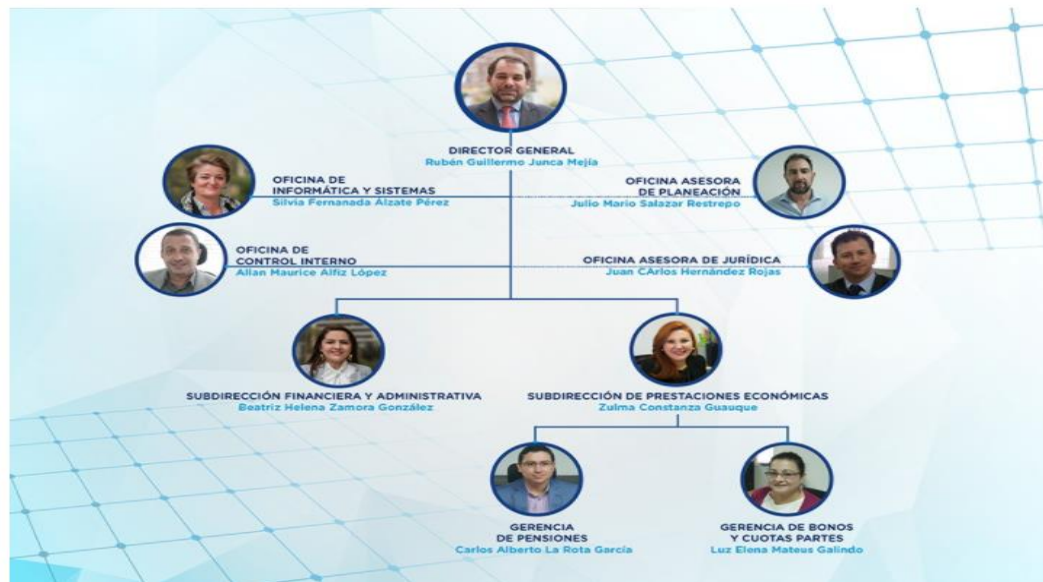 DIRECTOR GENERAL
Rubén Guillermo Junca Mejía
OFICINA DE
INFORMÁTICA Y SISTEMAS
Silvia Fernanada Álzate Pérez
OFICINA ASESORA
DE PLANEACIÓN
Julio Mario Salazar Restrepo
OFICINA DE
CONTROL INTERNO
Allan Maurice Alfiz López
OFICINA ASESORA DE JURÍDICA
Juan CArlos Hernández Rojas
SUBDIRECCIÓN FINANCIERA Y ADMINISTRATIVA
Beatriz Helena Zamora González
SUBDIRECCIÓN DE PRESTACIONES ECONÓMICAS
Zulma Constanza Guauque
GERENCIA
DE PENSIONES
Carlos Alberto La Rota García
GERENCIA DE BONOS
Y CUOTAS PARTES
Luz Elena Mateus Galindo